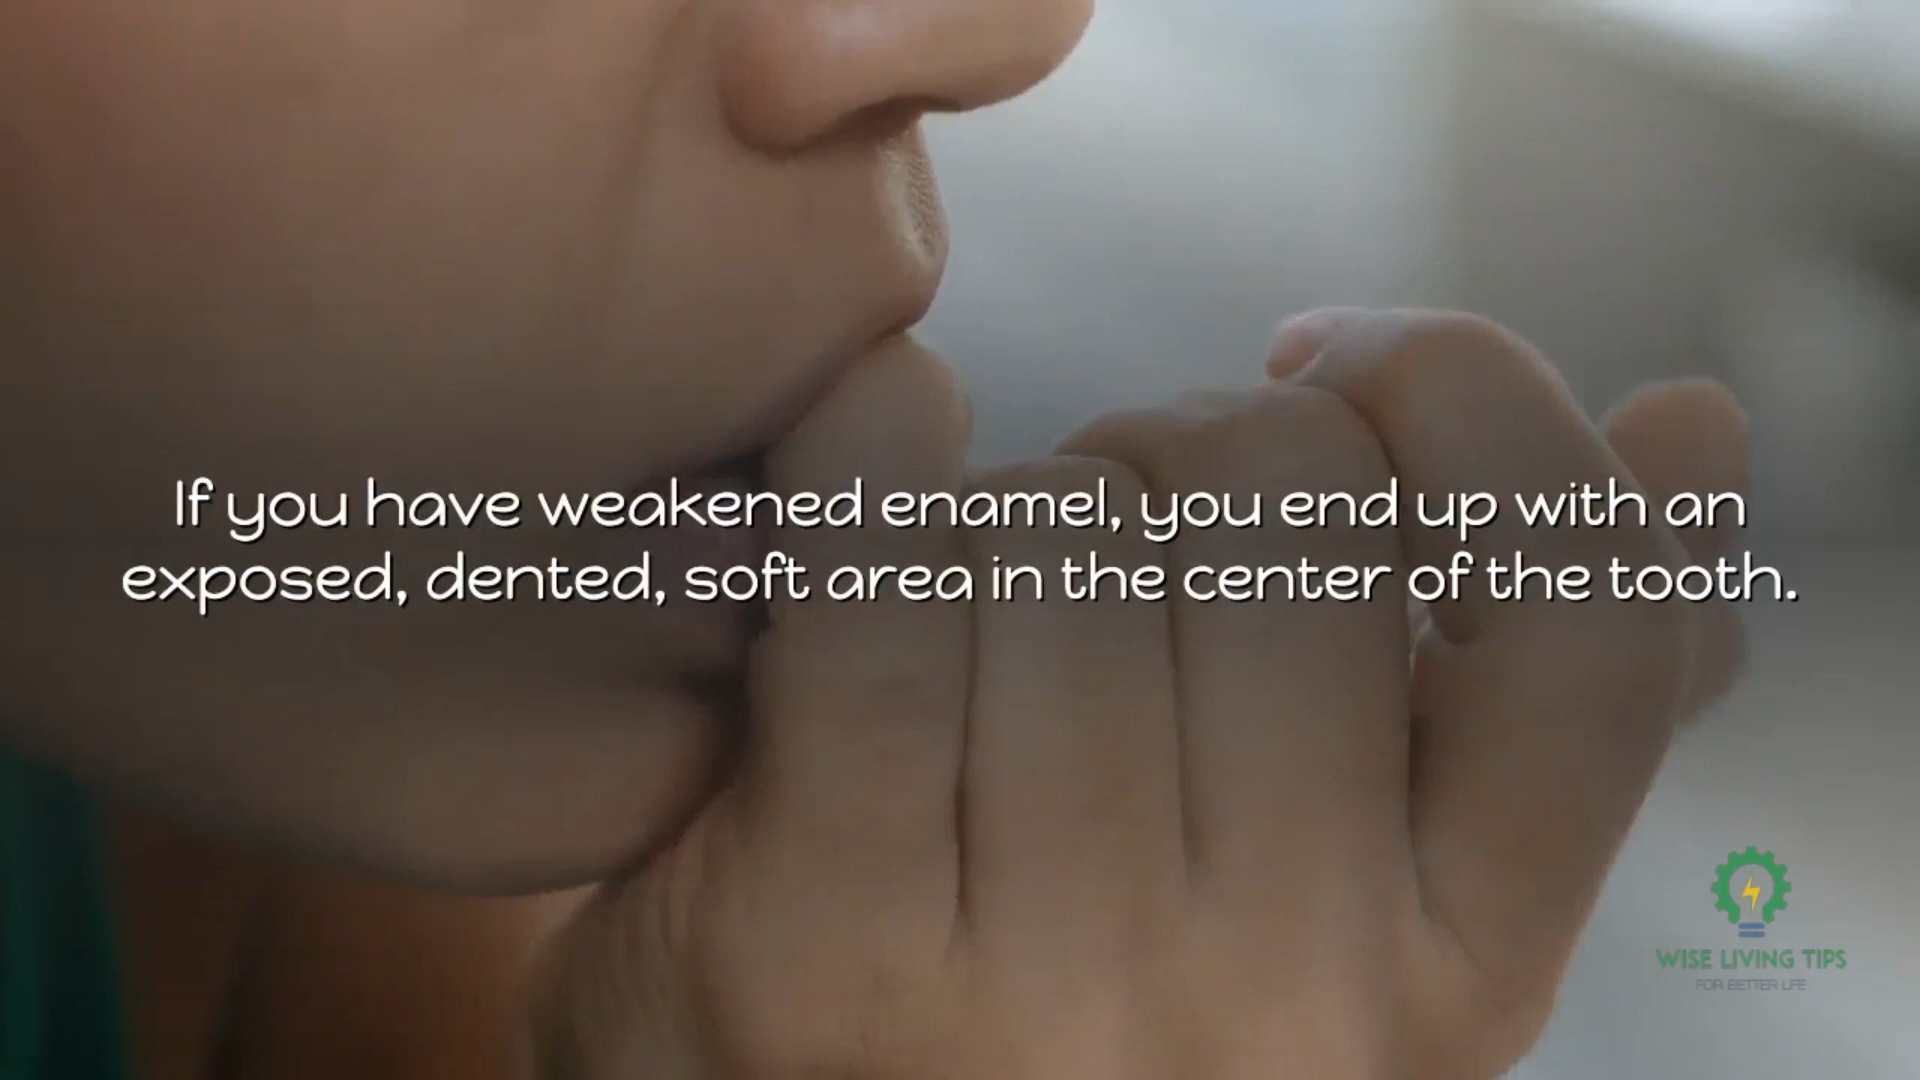 If you have weakened enamel, you end up with an
exposed, dented, soft area in the center of the tooth.
WISE LIVING TIPS
FOR BETTER LIFE